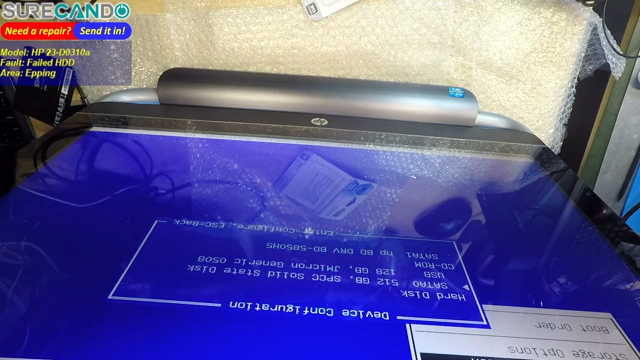 SURECANDO
Need a repair? Send it in!
Model: HP 23-D0310a
Fault: Failed HDD
Area: Epping
hp
Storage Options
Boot Order
Device Configuration
Hard Disk
SATA0 512 GB, SPCC Solid State Disk
USB 128 GB, JMicron Generic 0508
CD-ROM
SATA1 hp BD DRV BD-5850H5
Enter-Configure, ESC-Back